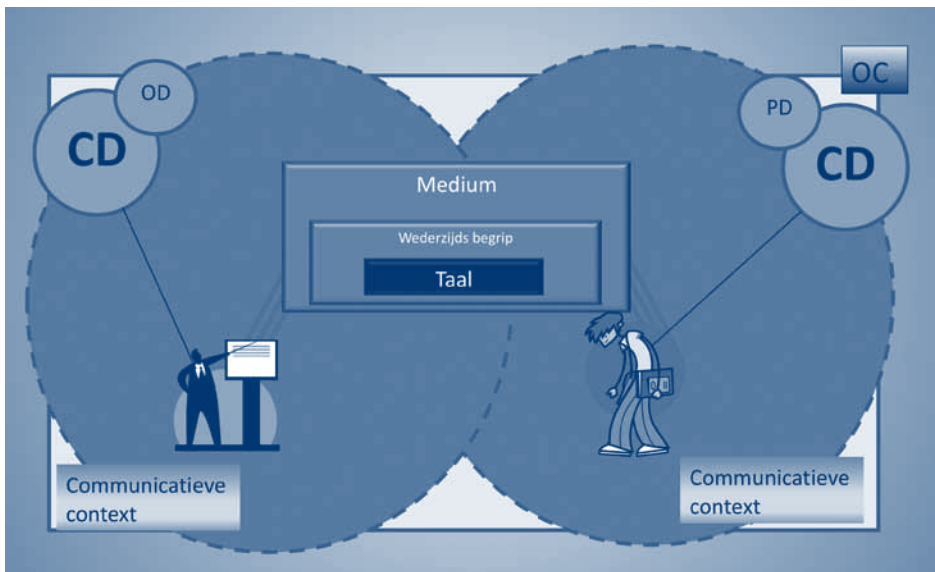 OD
CD
OC
PD
CD
Medium
Wederzijds begrip
Taal
Communicatieve
context
Communicatieve
context